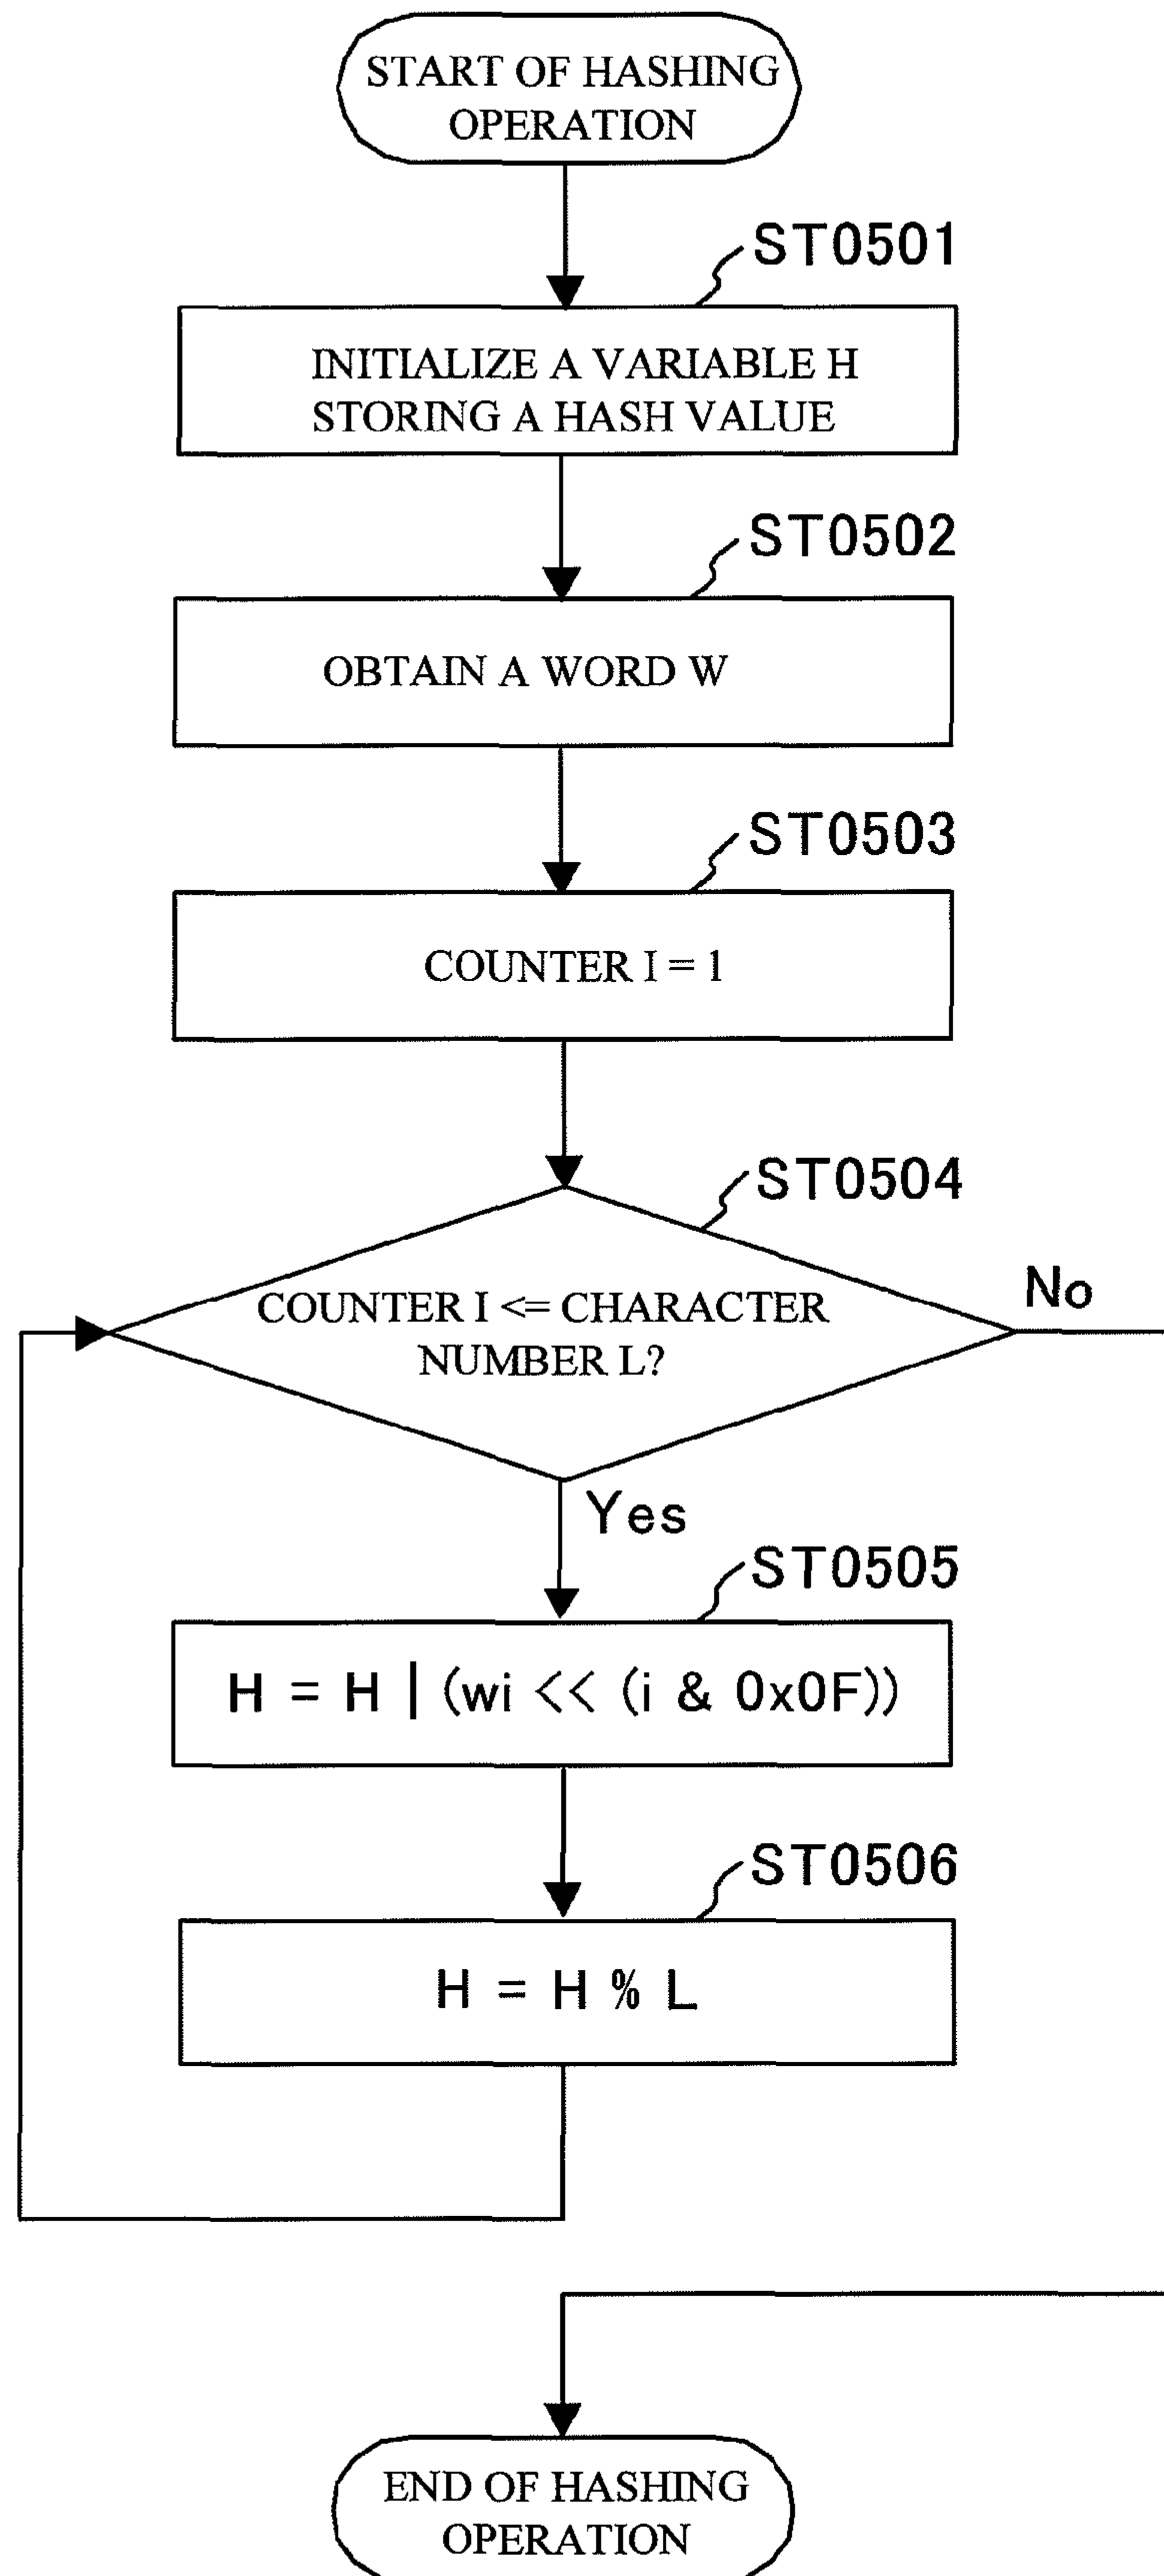 START OF HASHING
OPERATION
ST0501
INITIALIZE A VARIABLE H
STORING A HASH VALUE
ST0502
OBTAIN A WORD W
ST0503
COUNTER I = 1
ST0504
COUNTER I <= CHARACTER
NUMBER L?
No
Yes
ST0505
H = H | (wi << (i & 0x0F))
ST0506
H = H % L
END OF HASHING
OPERATION